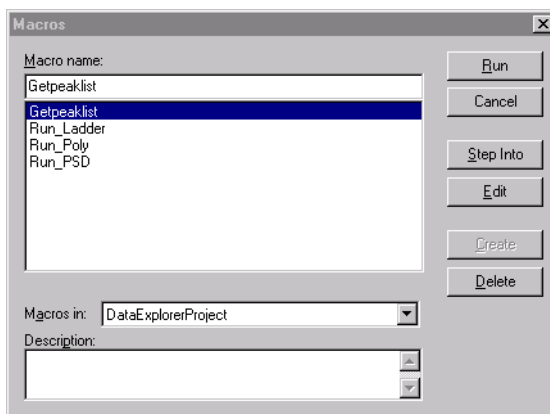 Macros
Macro name:
Getpeaklist
Getpeaklist
Run_Ladder
Run_Poly
Run_PSD
Run
Cancel
Step Into
Edit
Create
Delete
Macros in:
DataExplorerProject
Description: